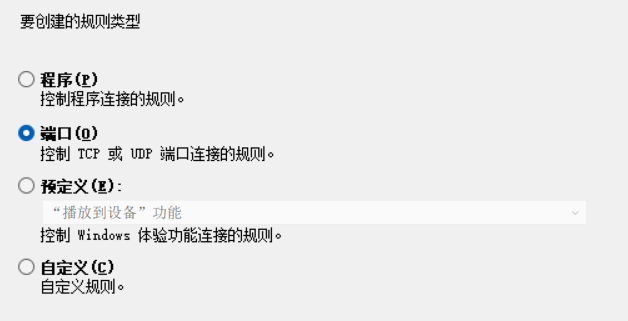 要创建的规则类型
程序(P)
控制程序连接的规则。
端口(O)
控制 TCP 或 UDP 端口连接的规则。
预定义(E):
“播放到设备”功能
控制 Windows 体验功能连接的规则。
自定义(C)
自定义规则。